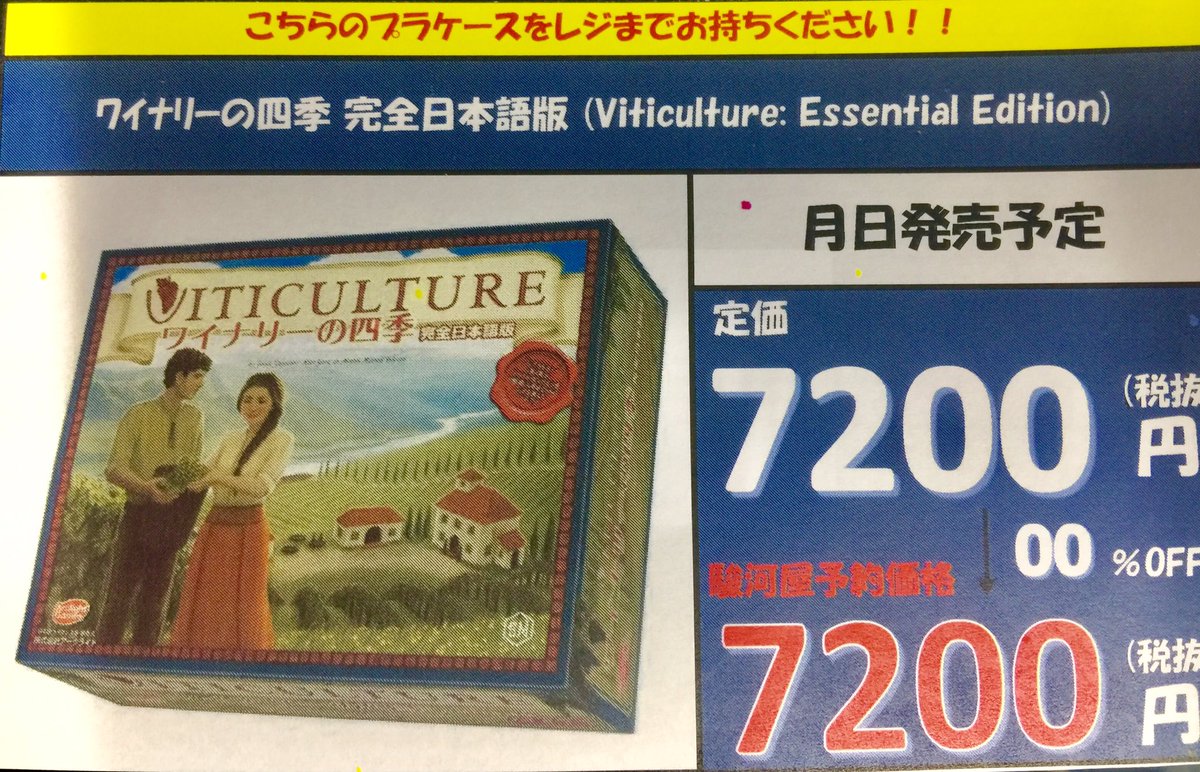 こちらのプラケースをレジまでお持ちください!!
ワイナリーの四季 完全日本語版 (Viticulture: Essential Edition)
VITICULTURE
ワイナリーの四季 完全日本語版
月日発売予定
定価
7200
(税抜
円
00 %OFF
駿河屋予約価格
7200
(税抜
円